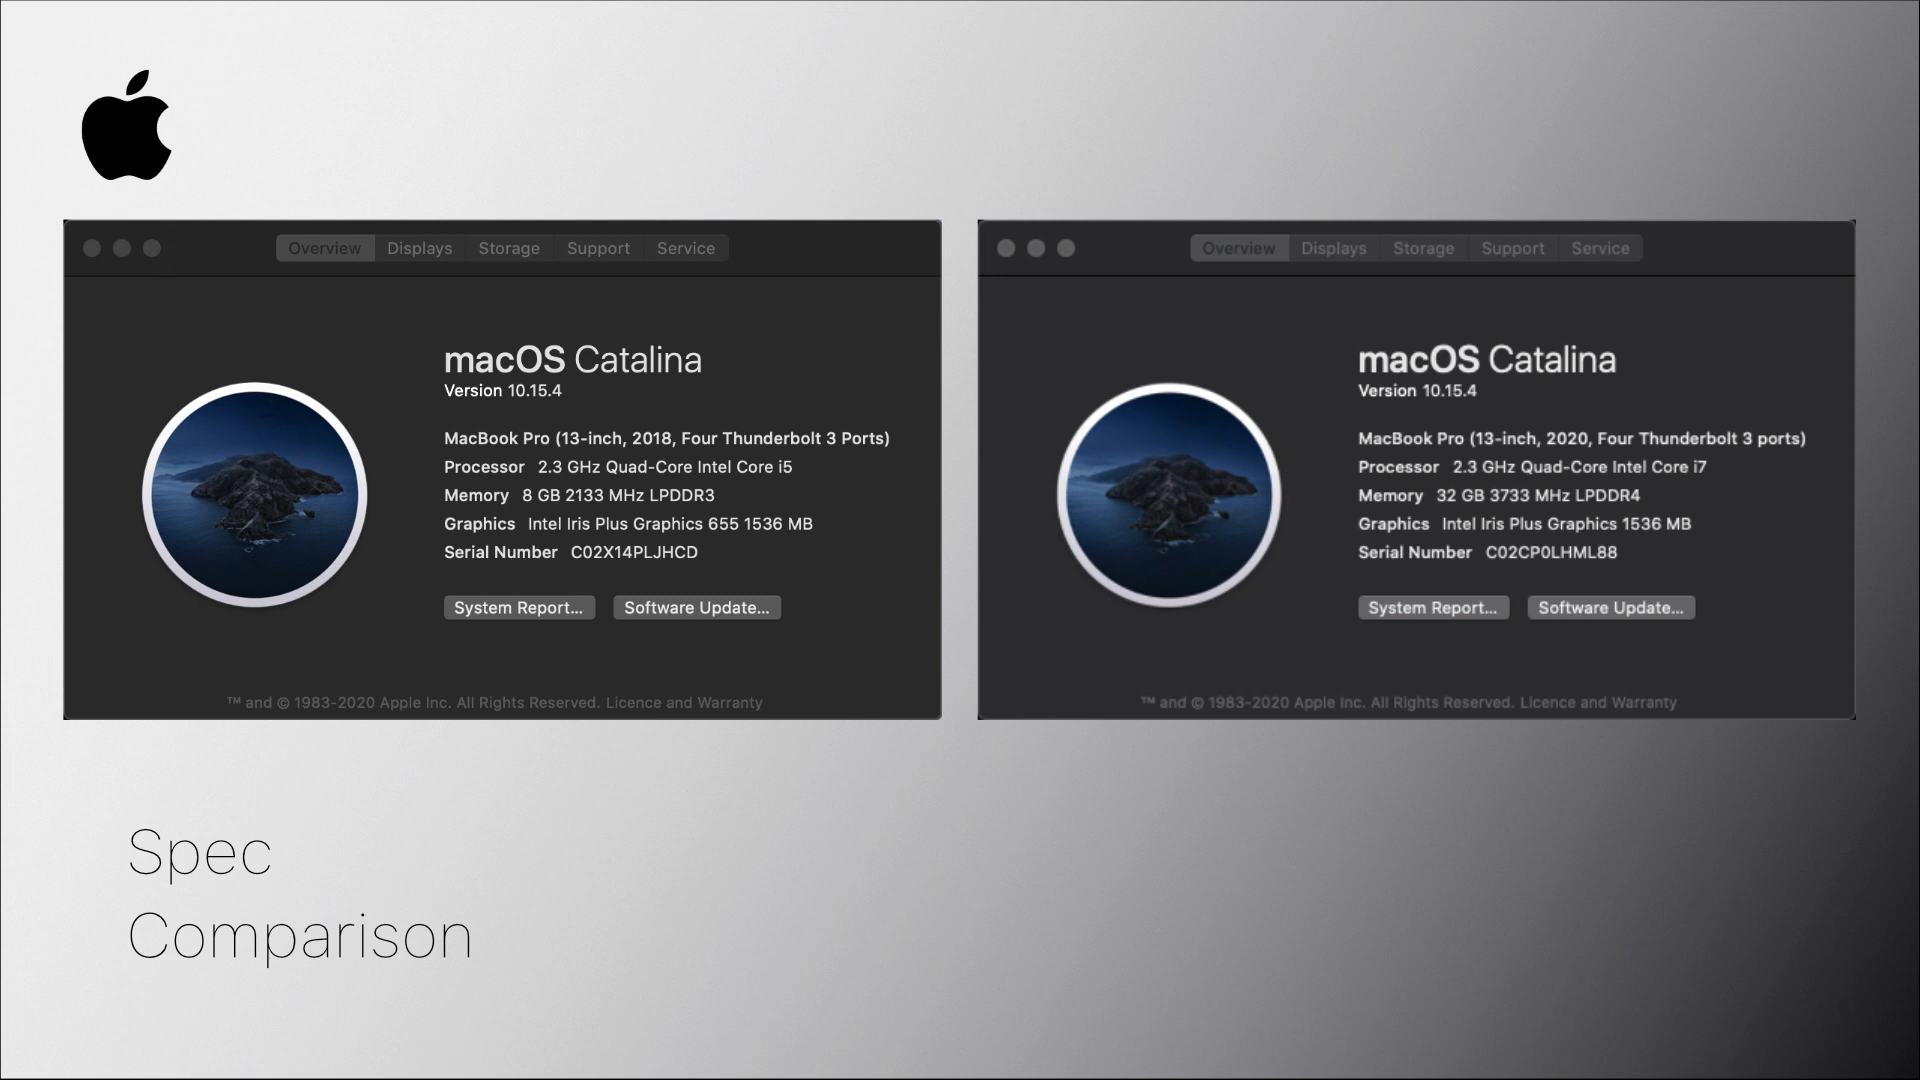 Overview Displays Storage Support Service
macOS Catalina
Version 10.15.4
MacBook Pro (13-inch, 2018, Four Thunderbolt 3 Ports)
Processor 2.3 GHz Quad-Core Intel Core i5
Memory 8 GB 2133 MHz LPDDR3
Graphics Intel Iris Plus Graphics 655 1536 MB
Serial Number C02X14PLJHCD
System Report... Software Update...
™ and © 1983-2020 Apple Inc. All Rights Reserved. Licence and Warranty
Overview Displays Storage Support Service
macOS Catalina
Version 10.15.4
MacBook Pro (13-inch, 2020, Four Thunderbolt 3 ports)
Processor 2.3 GHz Quad-Core Intel Core i7
Memory 32 GB 3733 MHz LPDDR4
Graphics Intel Iris Plus Graphics 1536 MB
Serial Number C02CP0LHML88
System Report... Software Update...
™ and © 1983-2020 Apple Inc. All Rights Reserved. Licence and Warranty
Spec
Comparison